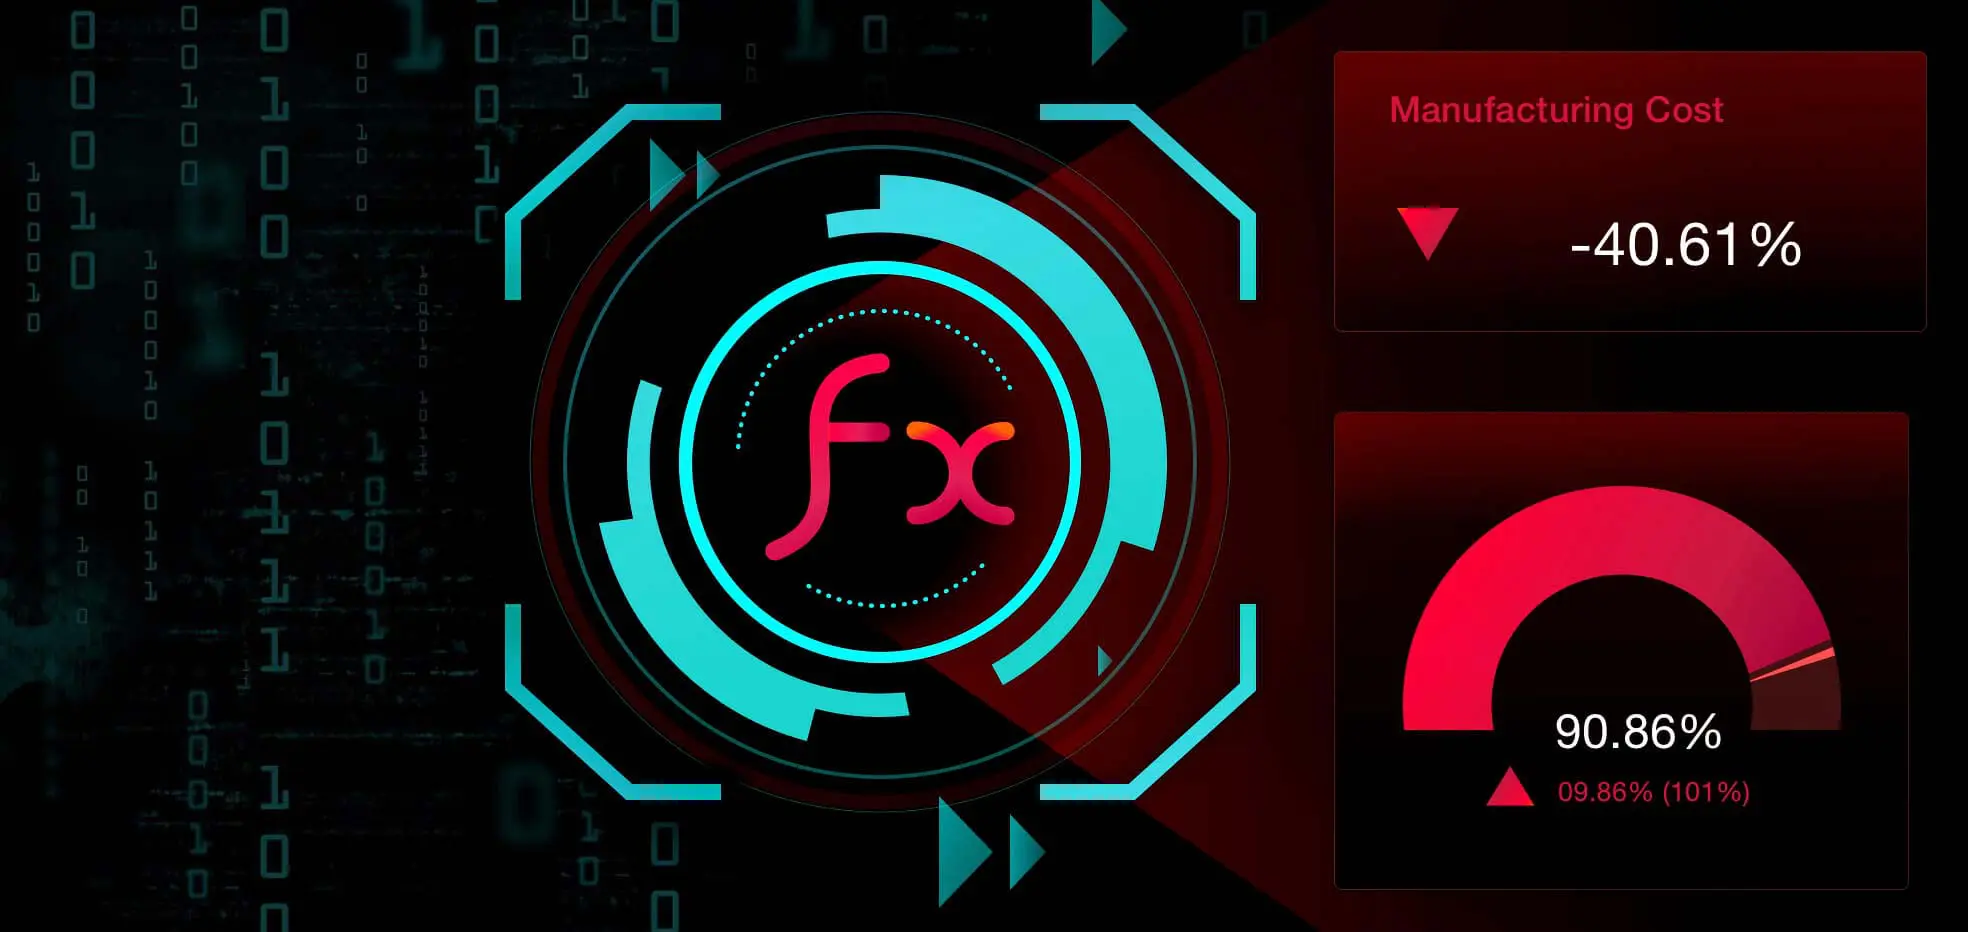 fx
Manufacturing Cost
-40.61%
90.86%
09.86% (101%)